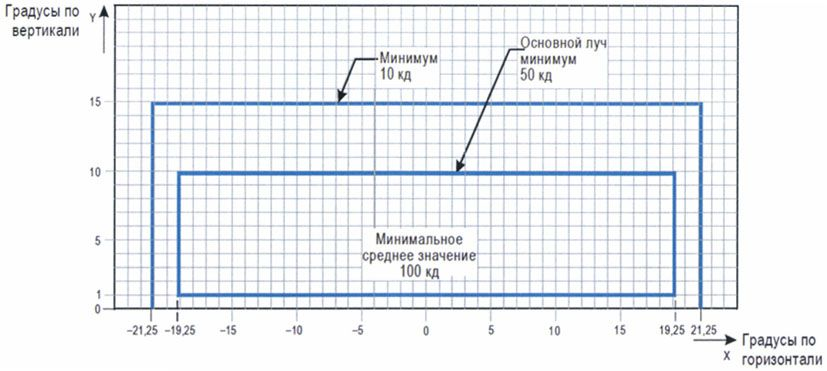 Градусы по
вертикали
Y
Минимум
10 кд
Основной луч
минимум
50 кд
15
10
5
1
0
Минимальное
среднее значение
100 кд
–21,25 –19,25 –15 –10 –5 0 5 10 15 19,25 21,25
X
Градусы по
горизонтали